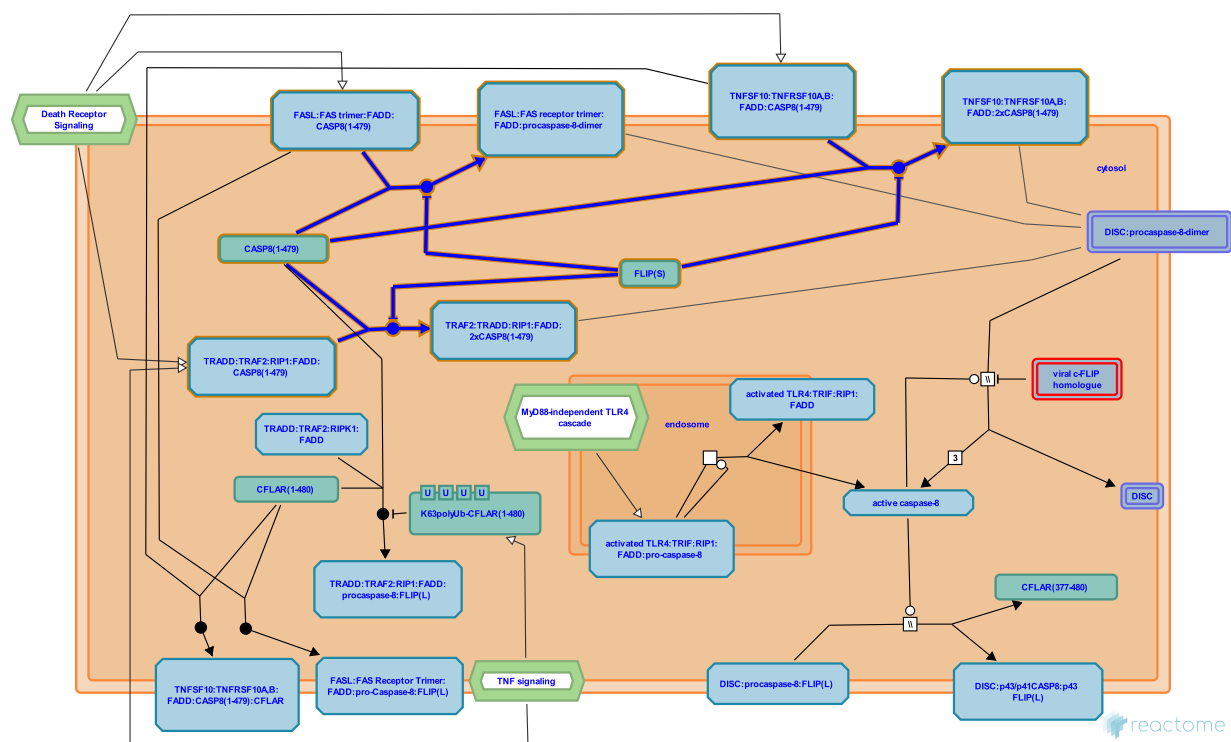 Death Receptor
Signaling
FASL:FAS trimer:FADD:
CASP8(1-479)
FASL:FAS receptor trimer:
FADD:procaspase-8-dimer
TNFSF10:TNFRSF10A,B:
FADD:CASP8(1-479)
TNFSF10:TNFRSF10A,B:
FADD:2xCASP8(1-479)
cytosol
CASP8(1-479)
FLIP(S)
DISC:procaspase-8-dimer
TRAF2:TRADD:RIP1:FADD:
2xCASP8(1-479)
TRADD:TRAF2:RIP1:FADD:
CASP8(1-479)
viral c-FLIP
homologue
\\
MyD88-independent TLR4
cascade
endosome
activated TLR4:TRIF:RIP1:
FADD
TRADD:TRAF2:RIPK1:
FADD
3
CFLAR(1-480)
U U U U
K63polyUb-CFLAR(1-480)
active caspase-8
DISC
activated TLR4:TRIF:RIP1:
FADD:pro-caspase-8
TRADD:TRAF2:RIP1:FADD:
procaspase-8:FLIP(L)
CFLAR(377-480)
\\
TNFSF10:TNFRSF10A,B:
FADD:CASP8(1-479):CFLAR
FASL:FAS Receptor Trimer:
FADD:pro-Caspase-8:FLIP(L)
TNF signaling
DISC:procaspase-8:FLIP(L)
DISC:p43/p41CASP8:p43
FLIP(L)
reactome